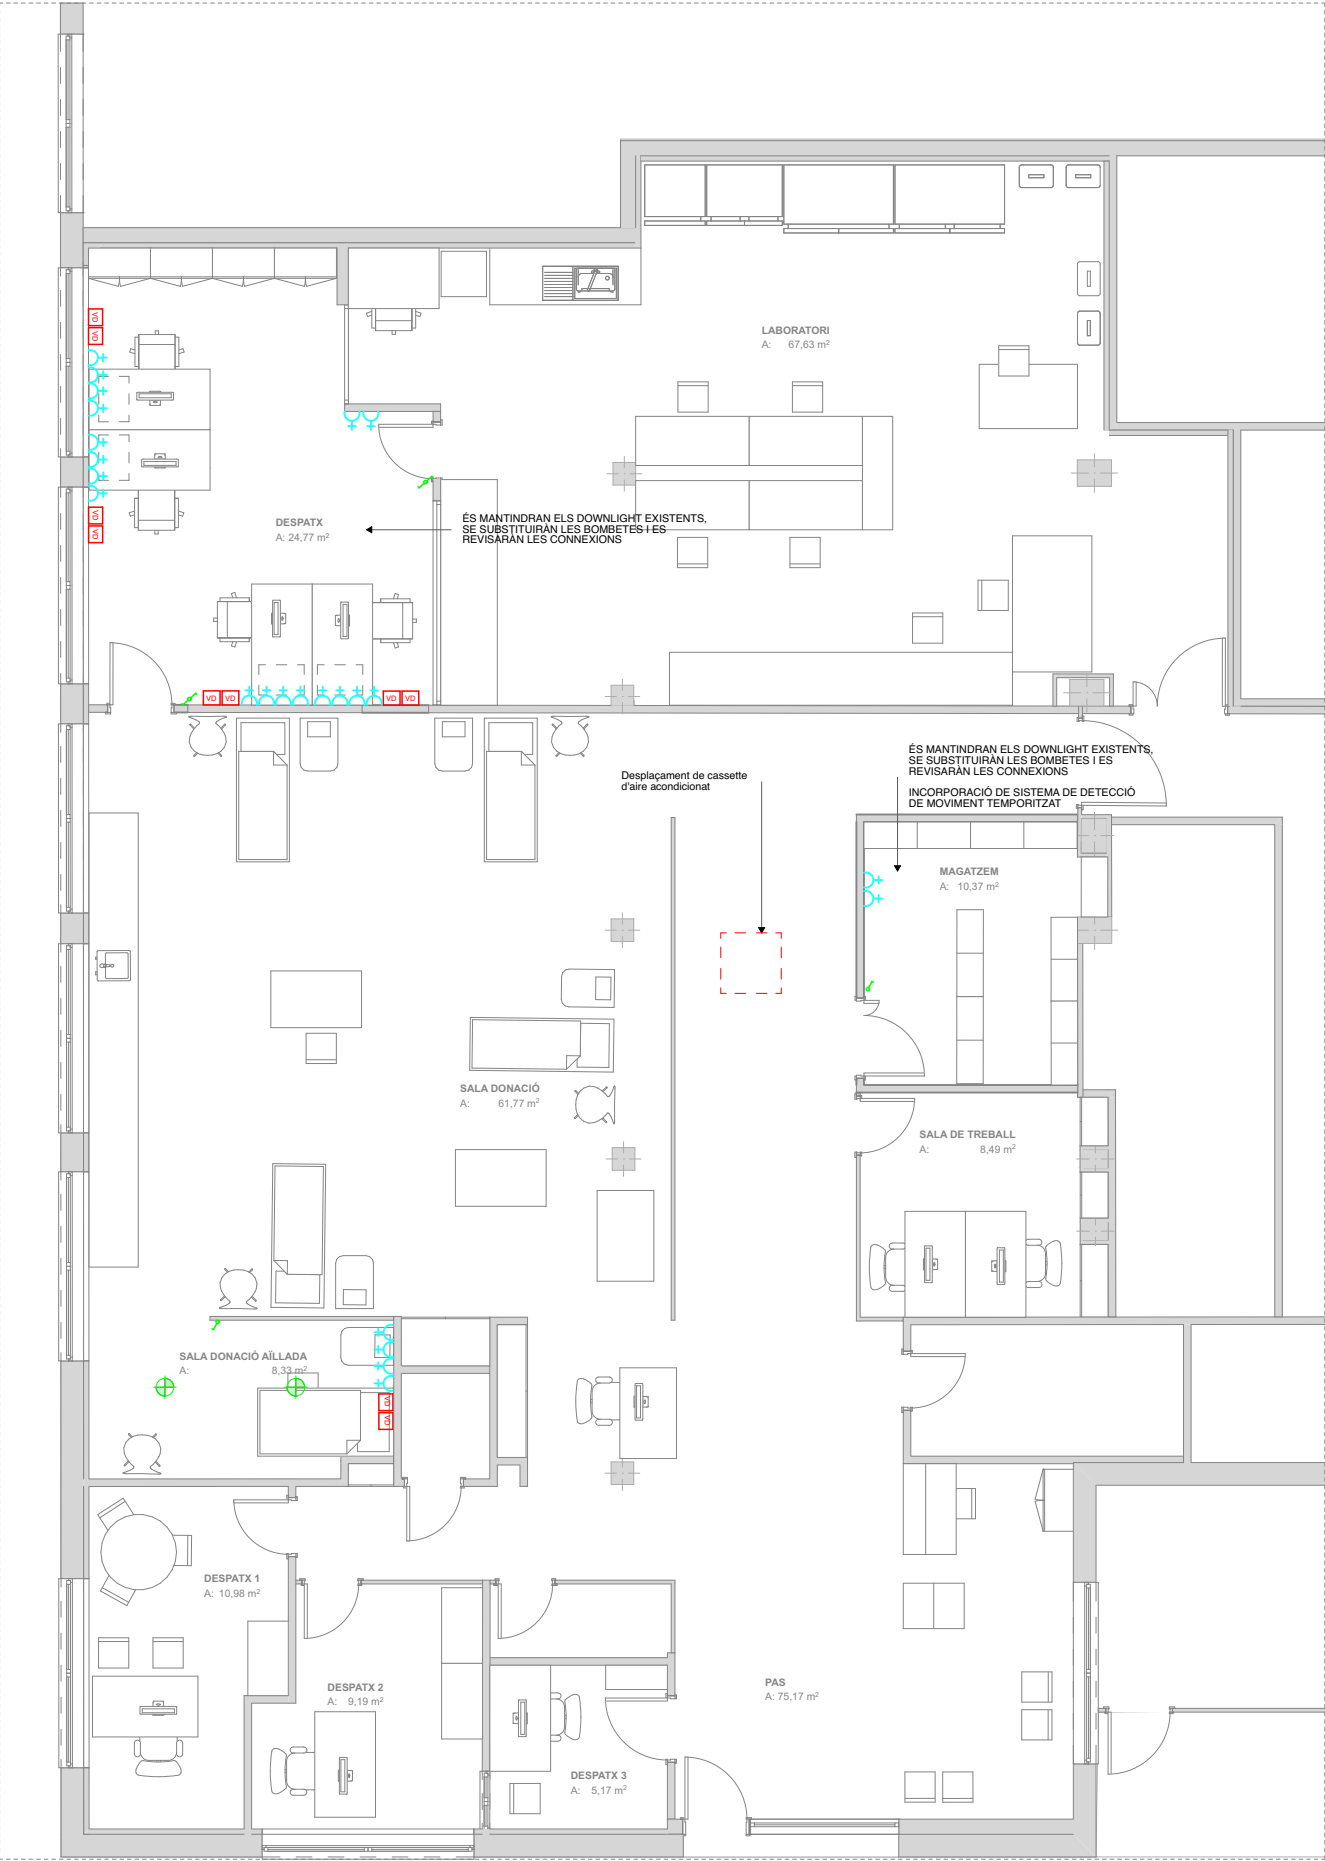 LABORATORI
A: 67,63 m²
VD
VD
DESPATX
A: 24,77 m²
ÉS MANTINDRAN ELS DOWNLIGHT EXISTENTS,
SE SUBSTITUIRÀN LES BOMBETES I ES
REVISARÀN LES CONNEXIONS
VD
VD
VD VD
VD VD
ÉS MANTINDRAN ELS DOWNLIGHT EXISTENTS,
SE SUBSTITUIRÀN LES BOMBETES I ES
REVISARÀN LES CONNEXIONS
INCORPORACIÓ DE SISTEMA DE DETECCIÓ
DE MOVIMENT TEMPORITZAT
Desplaçament de cassette
d'aire acondicionat
MAGATZEM
A: 10,37 m²
SALA DONACIÓ
A: 61,77 m²
SALA DE TREBALL
A: 8,49 m²
SALA DONACIÓ AÏLLADA
A: 8,33 m²
VD
VD
DESPATX 1
A: 10,98 m²
DESPATX 2
A: 9,19 m²
PAS
A: 75,17 m²
DESPATX 3
A: 5,17 m²